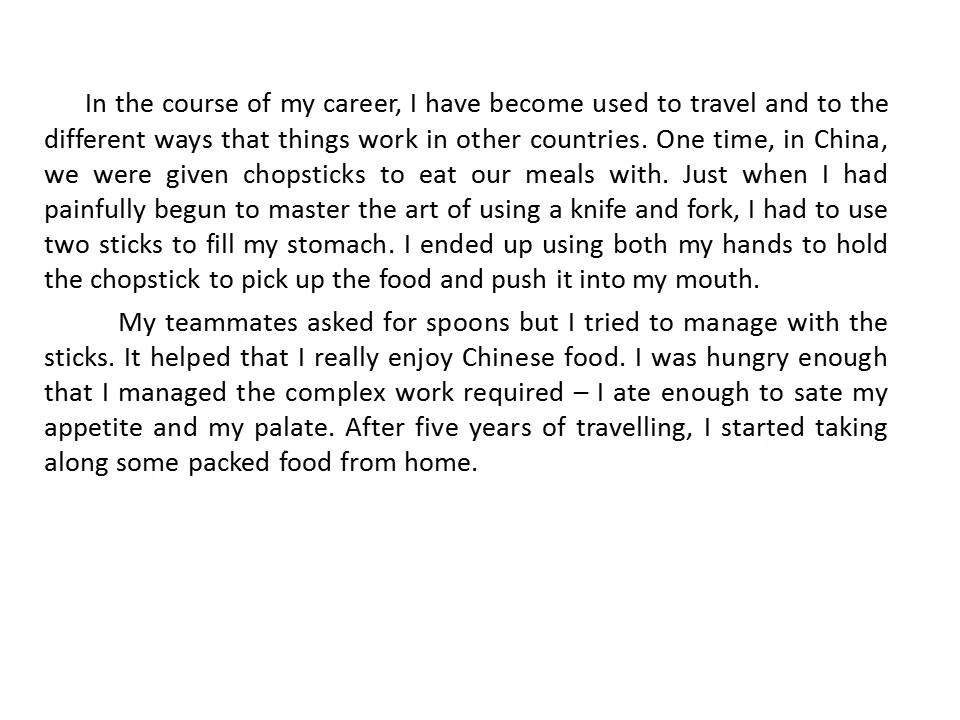 In the course of my career, I have become used to travel and to the
different ways that things work in other countries. One time, in China,
we were given chopsticks to eat our meals with. Just when I had
painfully begun to master the art of using a knife and fork, I had to use
two sticks to fill my stomach. I ended up using both my hands to hold
the chopstick to pick up the food and push it into my mouth.
My teammates asked for spoons but I tried to manage with the
sticks. It helped that I really enjoy Chinese food. I was hungry enough
that I managed the complex work required – I ate enough to sate my
appetite and my palate. After five years of travelling, I started taking
along some packed food from home.